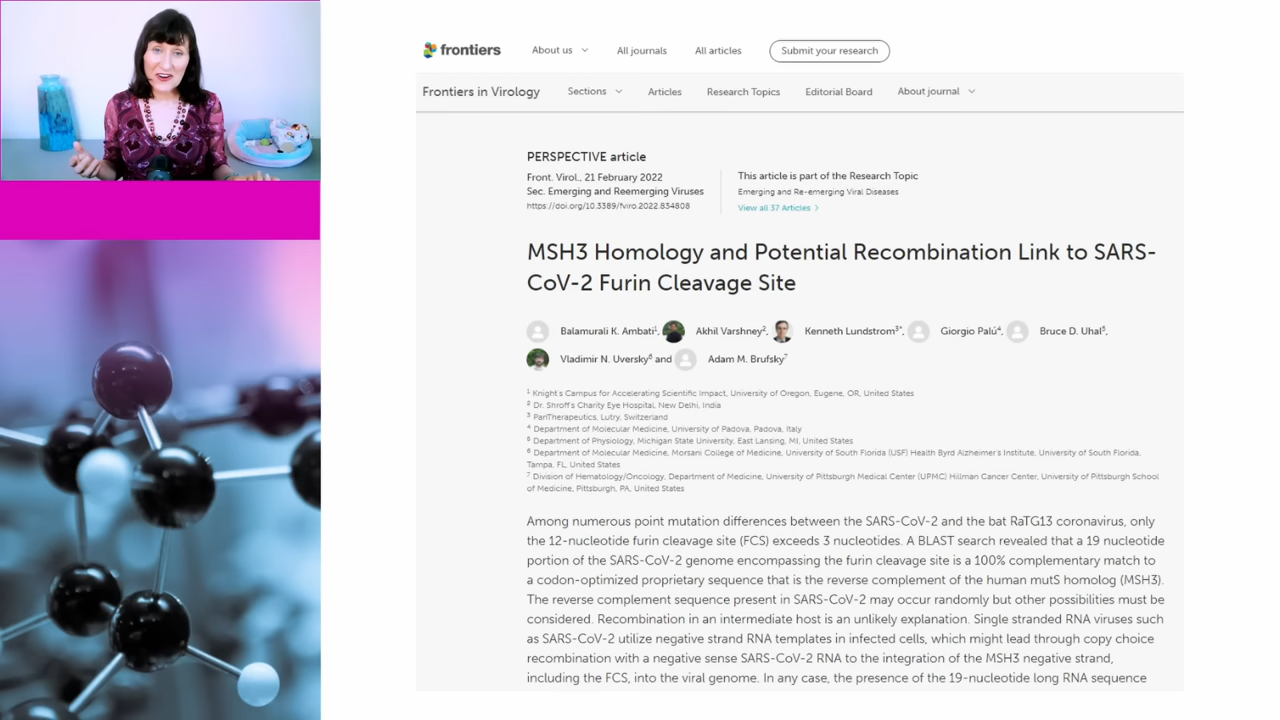 frontiers About us All journals All articles Submit your research
Frontiers in Virology Sections Articles Research Topics Editorial Board About journal
PERSPECTIVE article
Front. Virol., 21 February 2022
Sec. Emerging and Reemerging Viruses
https://doi.org/10.3389/fviro.2022.834808
This article is part of the Research Topic
Emerging and Re-emerging Viral Diseases
View all 37 Articles
MSH3 Homology and Potential Recombination Link to SARS-
CoV-2 Furin Cleavage Site
Balamurali K. Ambati1, Akhil Varshney2, Kenneth Lundstrom3*, Giorgio Palú4, Bruce D. Uhal5,
Vladimir N. Uversky6 and Adam M. Brufsky7
1 Knight's Campus for Accelerating Scientific Impact, University of Oregon, Eugene, OR, United States
2 Dr. Shroff's Charity Eye Hospital, New Delhi, India
3 PanTherapeutics, Lutry, Switzerland
4 Department of Molecular Medicine, University of Padova, Padova, Italy
5 Department of Physiology, Michigan State University, East Lansing, MI, United States
6 Department of Molecular Medicine, Morsani College of Medicine, University of South Florida (USF) Health Byrd Alzheimer's Institute, University of South Florida,
Tampa, FL, United States
7 Division of Hematology/Oncology, Department of Medicine, University of Pittsburgh Medical Center (UPMC) Hillman Cancer Center, University of Pittsburgh School
of Medicine, Pittsburgh, PA, United States
Among numerous point mutation differences between the SARS-CoV-2 and the bat RaTG13 coronavirus, only
the 12-nucleotide furin cleavage site (FCS) exceeds 3 nucleotides. A BLAST search revealed that a 19 nucleotide
portion of the SARS-CoV-2 genome encompassing the furin cleavage site is a 100% complementary match to
a codon-optimized proprietary sequence that is the reverse complement of the human mutS homolog (MSH3).
The reverse complement sequence present in SARS-CoV-2 may occur randomly but other possibilities must be
considered. Recombination in an intermediate host is an unlikely explanation. Single stranded RNA viruses such
as SARS-CoV-2 utilize negative strand RNA templates in infected cells, which might lead through copy choice
recombination with a negative sense SARS-CoV-2 RNA to the integration of the MSH3 negative strand,
including the FCS, into the viral genome. In any case, the presence of the 19-nucleotide long RNA sequence